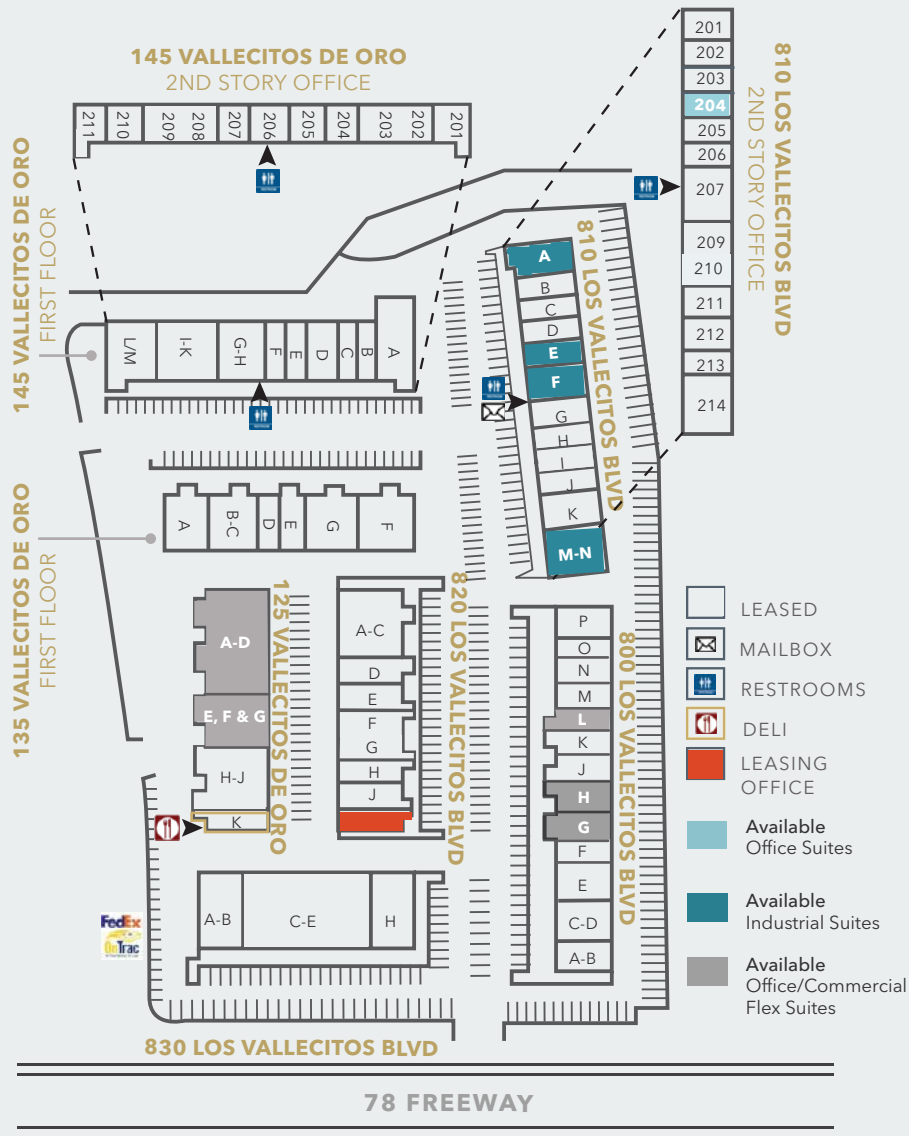 145 VALLECITOS DE ORO
2ND STORY OFFICE
211
210
209
208
207
206
205
204
203
202
201
201
202
203
204
205
206
207
209
210
211
212
213
214
810 LOS VALLECITOS BLVD
2ND STORY OFFICE
145 VALLECITOS DE ORO
FIRST FLOOR
L/M
I-K
G-H
F
E
D
C
B
A
810 LOS VALLECITOS BLVD
A
B
C
D
E
F
G
H
I
J
K
M-N
135 VALLECITOS DE ORO
FIRST FLOOR
A
B-C
D
E
G
F
125 VALLECITOS DE ORO
A-D
E, F & G
H-J
K
820 LOS VALLECITOS BLVD
A-C
D
E
F
G
H
J
800 LOS VALLECITOS BLVD
P
O
N
M
L
K
J
H
G
F
E
C-D
A-B
LEASED
MAILBOX
RESTROOMS
DELI
LEASING
OFFICE
Available
Office Suites
Available
Industrial Suites
Available
Office/Commercial
Flex Suites
FedEx
OnTrac
A-B
C-E
H
830 LOS VALLECITOS BLVD
78 FREEWAY